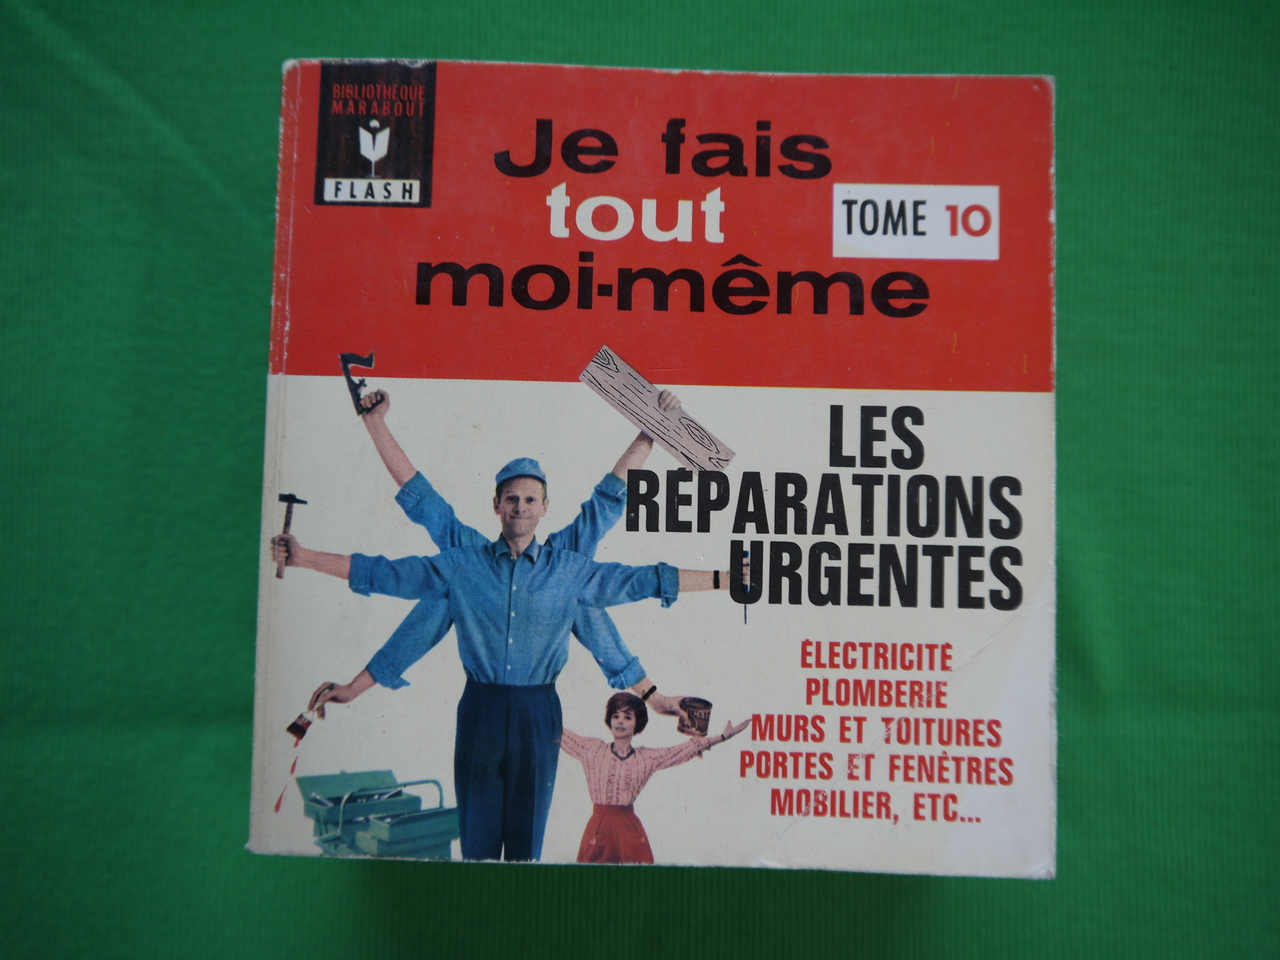 BIBLIOTHÈQUE
MARABOUT
FLASH
Je fais
tout
moi-même
TOME 10
LES
RÉPARATIONS
URGENTES
ÉLECTRICITÉ
PLOMBERIE
MURS ET TOITURES
PORTES ET FENÊTRES
MOBILIER, ETC...